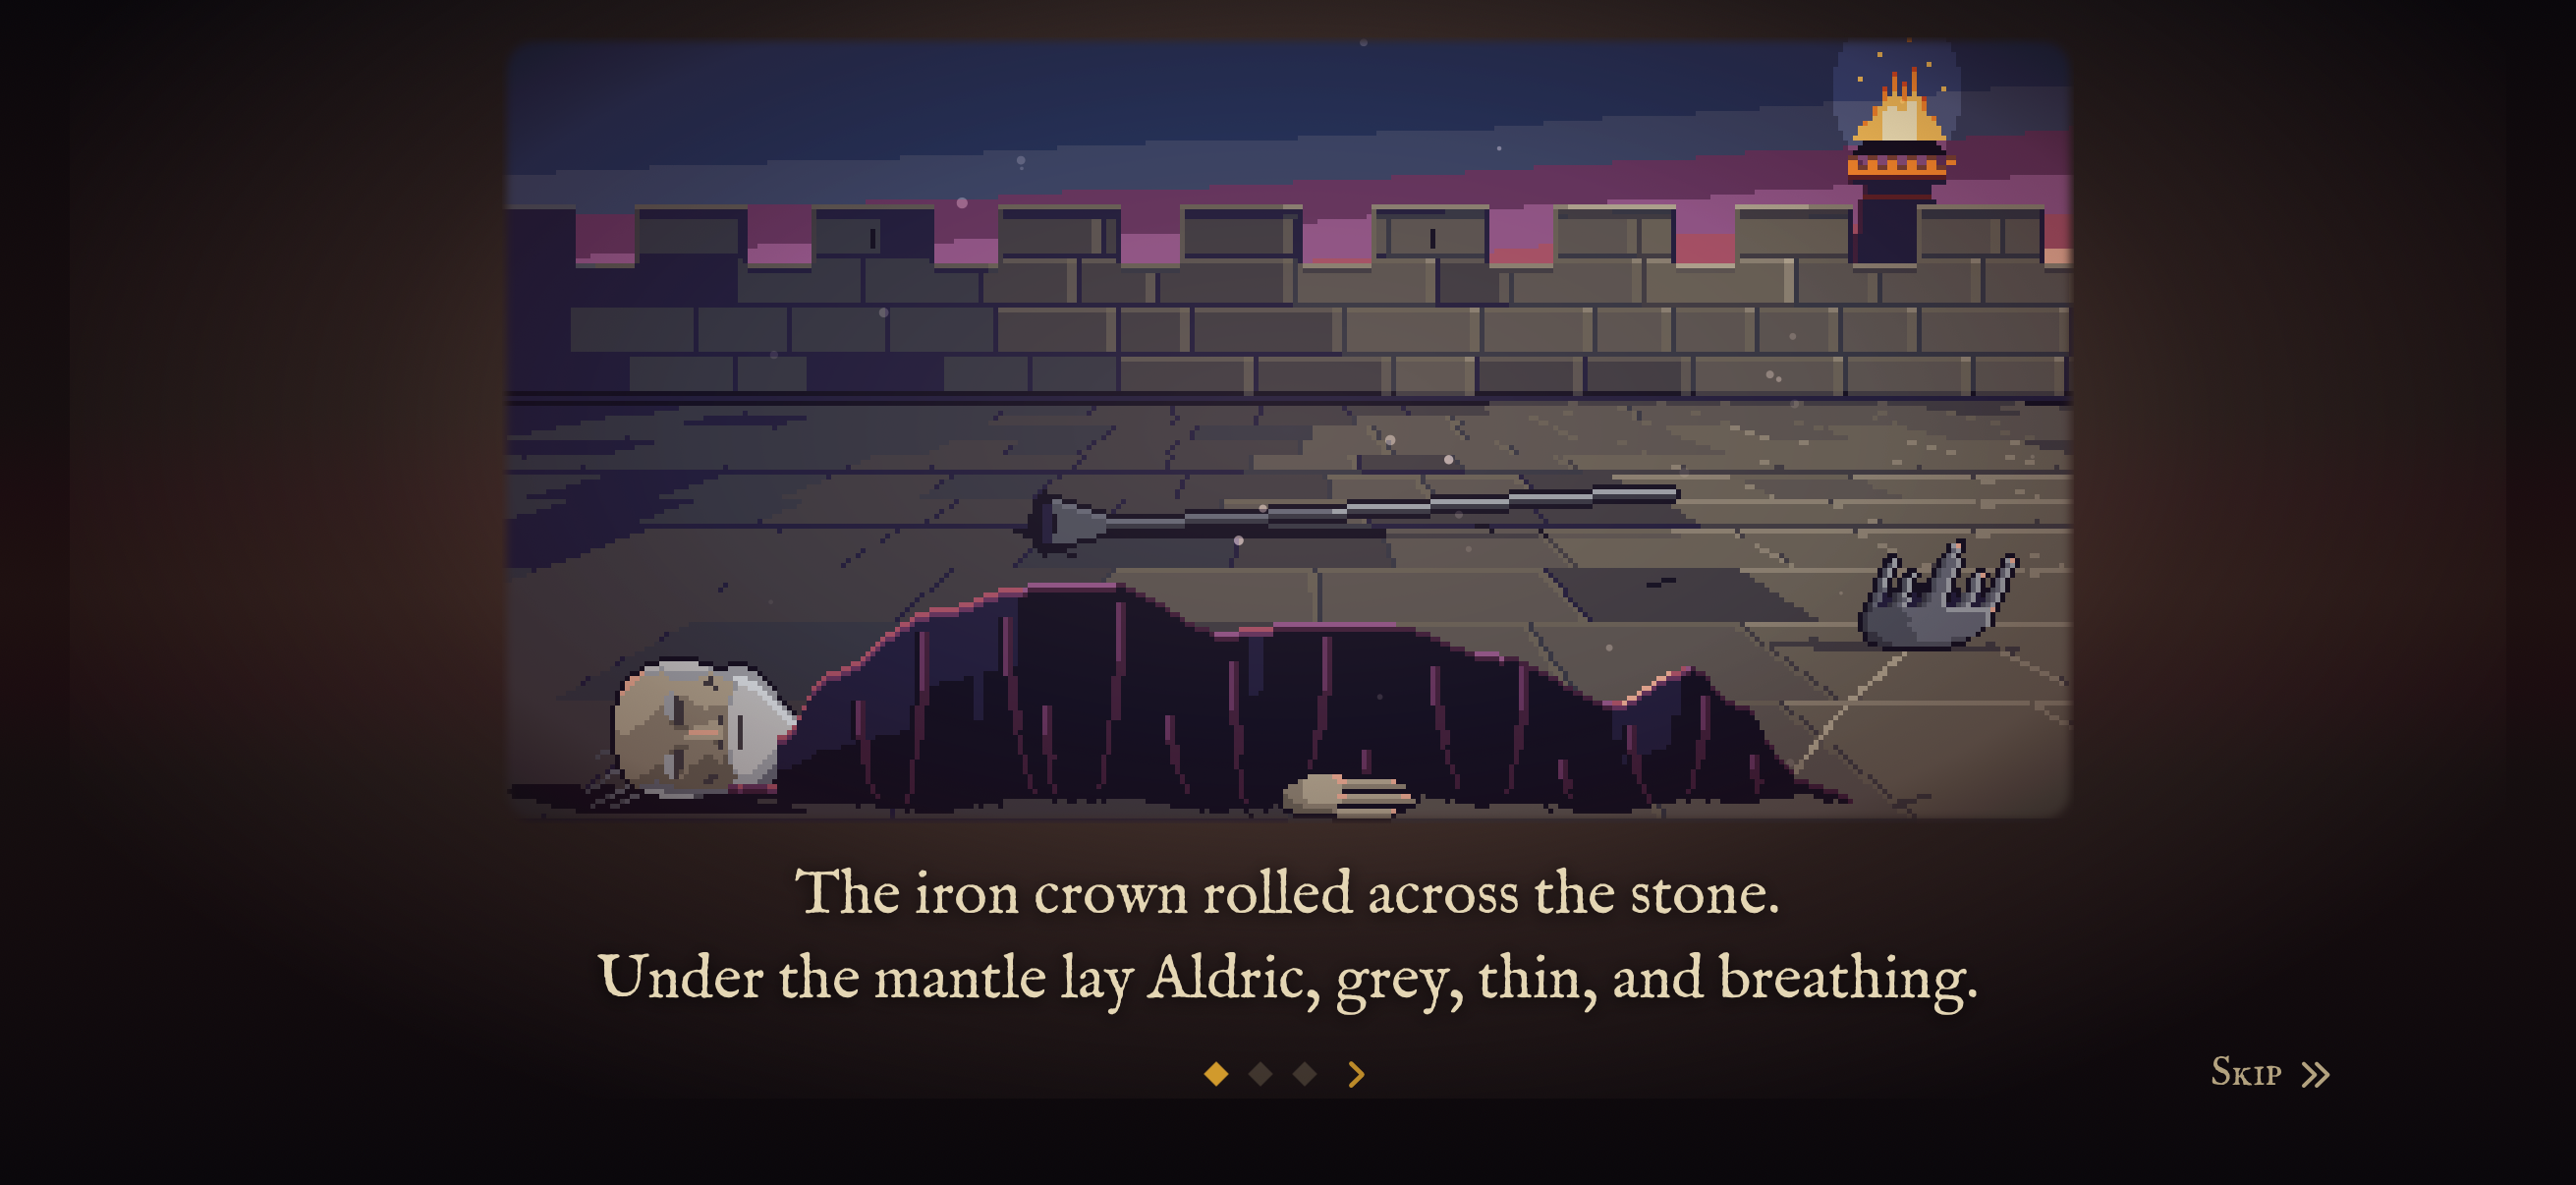 The iron crown rolled across the stone.
Under the mantle lay Aldric, grey, thin, and breathing.
Skip